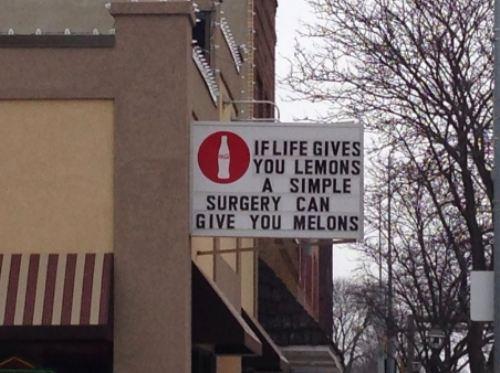 IF LIFE GIVES
YOU LEMONS
A SIMPLE
SURGERY CAN
GIVE YOU MELONS